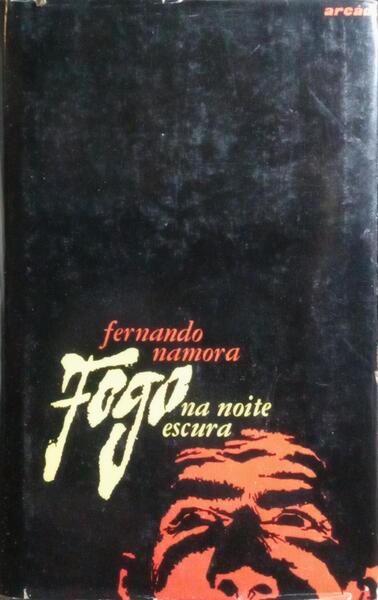 arcádia
fernando
namora
Fogo
na noite
escura